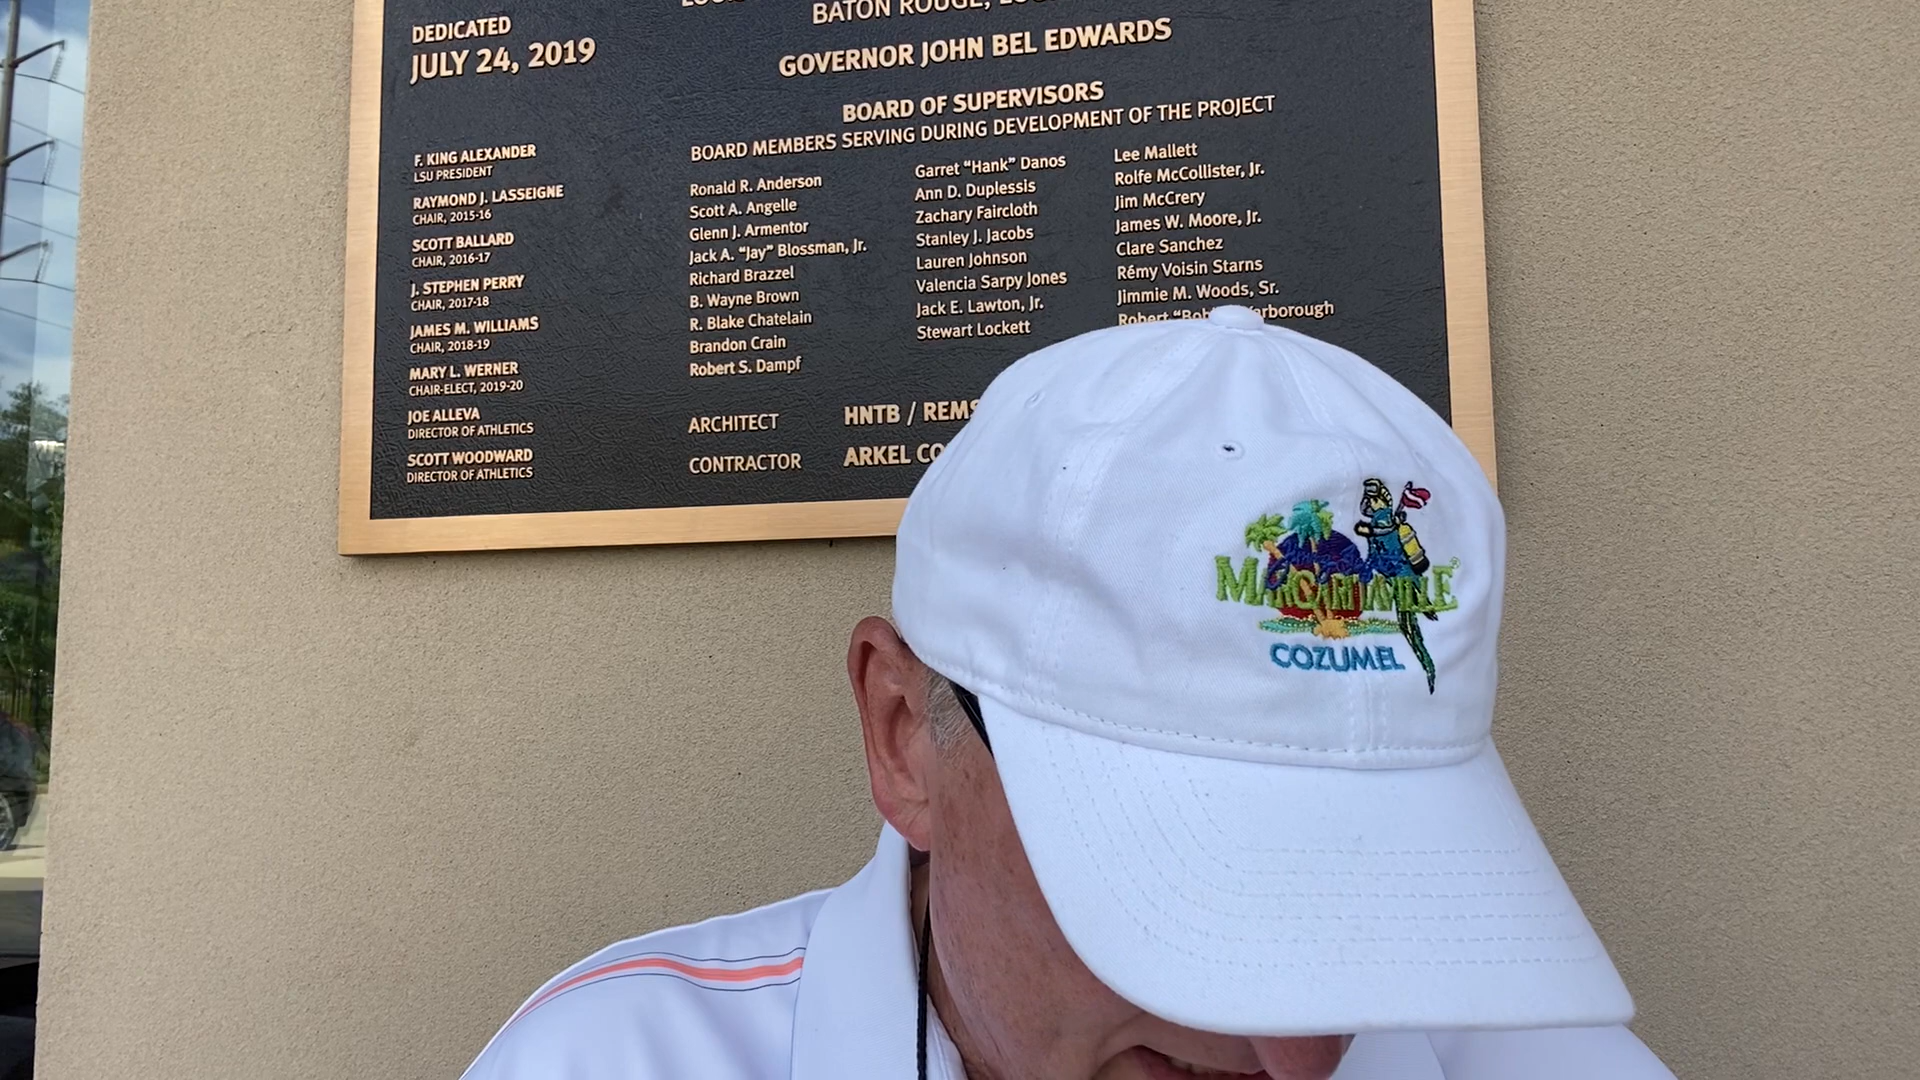 DEDICATED
JULY 24, 2019
BATON ROUGE,
GOVERNOR JOHN BEL EDWARDS
BOARD OF SUPERVISORS
BOARD MEMBERS SERVING DURING DEVELOPMENT OF THE PROJECT
F. KING ALEXANDER
LSU PRESIDENT
RAYMOND J. LASSEIGNE
CHAIR, 2015-16
SCOTT BALLARD
CHAIR, 2016-17
J. STEPHEN PERRY
CHAIR, 2017-18
JAMES M. WILLIAMS
CHAIR, 2018-19
MARY L. WERNER
CHAIR-ELECT, 2019-20
JOE ALLEVA
DIRECTOR OF ATHLETICS
SCOTT WOODWARD
DIRECTOR OF ATHLETICS
Ronald R. Anderson
Scott A. Angelle
Glenn J. Armentor
Jack A. “Jay” Blossman, Jr.
Richard Brazzel
B. Wayne Brown
R. Blake Chatelain
Brandon Crain
Robert S. Dampf
Garret “Hank” Danos
Ann D. Duplessis
Zachary Faircloth
Stanley J. Jacobs
Lauren Johnson
Valencia Sarpy Jones
Jack E. Lawton, Jr.
Stewart Lockett
Lee Mallett
Rolfe McCollister, Jr.
Jim McCrery
James W. Moore, Jr.
Clare Sanchez
Rémy Voisin Starns
Jimmie M. Woods, Sr.
Robert
ARCHITECT HNTB /
CONTRACTOR ARKEL
MARGARITAVILLE
COZUMEL